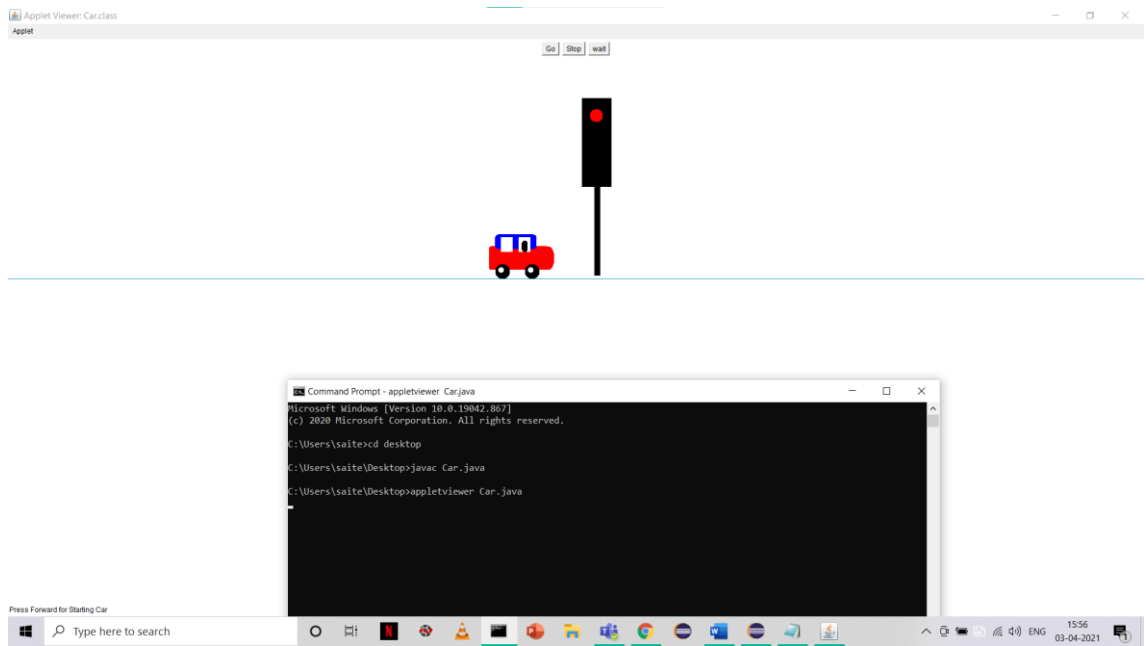 Applet Viewer: Car.class
Applet
Go Stop wait
Command Prompt - appletviewer Car.java
Microsoft Windows [Version 10.0.19042.867]
(c) 2020 Microsoft Corporation. All rights reserved.
C:\Users\saite>cd desktop
C:\Users\saite\Desktop>javac Car.java
C:\Users\saite\Desktop>appletviewer Car.java
Press Forward for Starting Car
Type here to search
ENG
15:56
03-04-2021